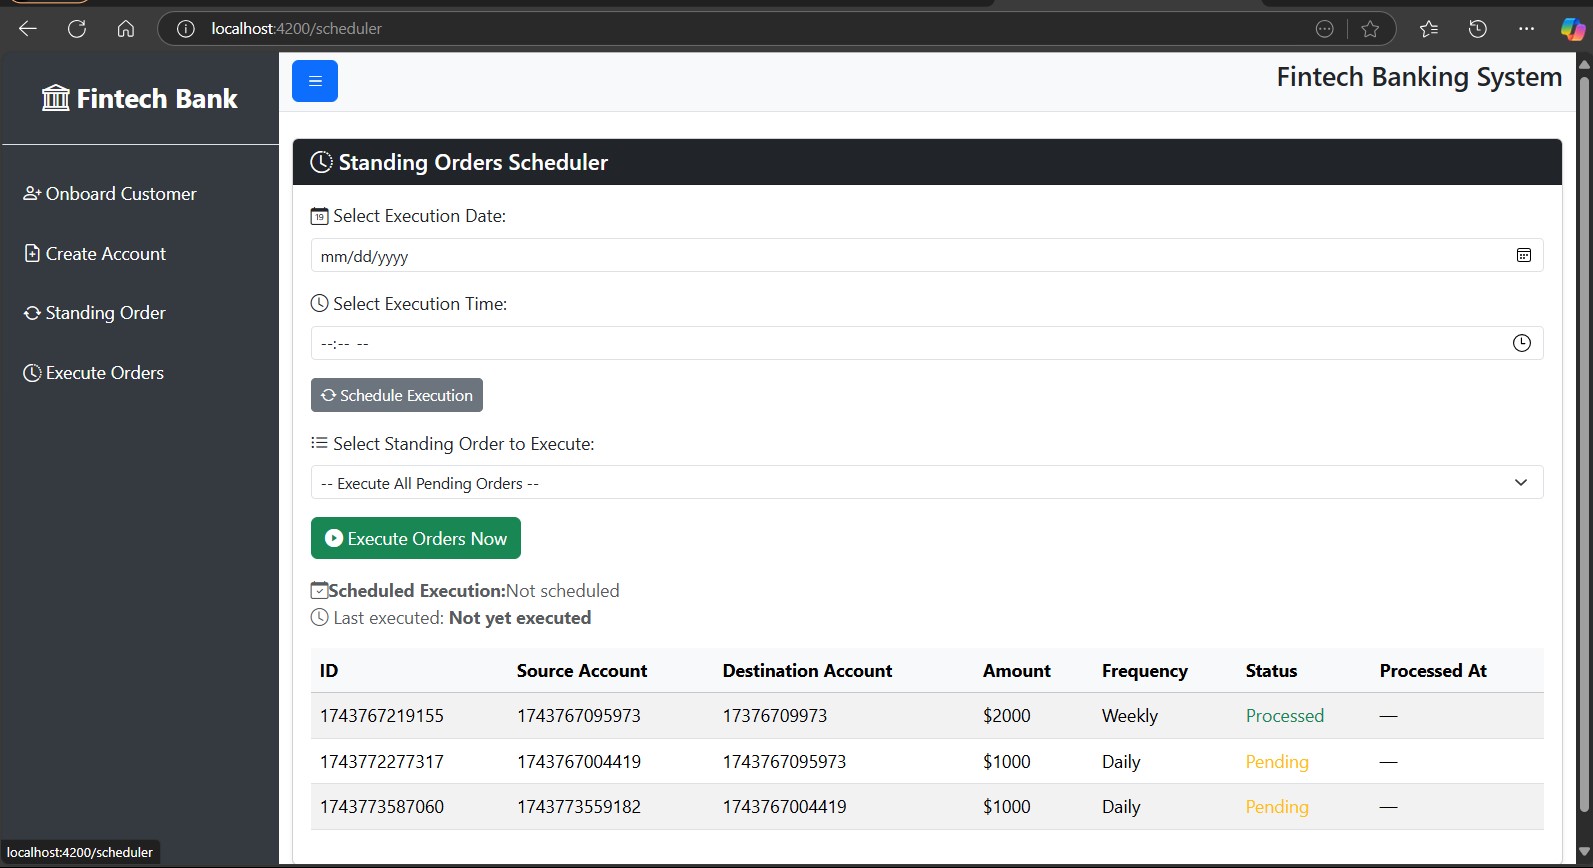 localhost:4200/scheduler
Fintech Bank
Fintech Banking System
Onboard Customer
Create Account
Standing Order
Execute Orders
Standing Orders Scheduler
19 Select Execution Date:
mm/dd/yyyy
Select Execution Time:
--:-- --
Schedule Execution
Select Standing Order to Execute:
-- Execute All Pending Orders --
Execute Orders Now
Scheduled Execution:Not scheduled
Last executed: Not yet executed
ID Source Account Destination Account Amount Frequency Status Processed At
1743767219155 1743767095973 17376709973 $2000 Weekly Processed —
1743772277317 1743767004419 1743767095973 $1000 Daily Pending —
1743773587060 1743773559182 1743767004419 $1000 Daily Pending —
localhost:4200/scheduler